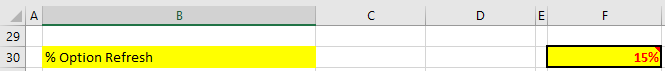 A B C D E F
29
30 % Option Refresh 15%